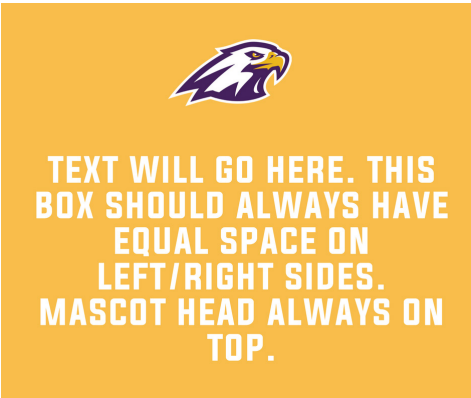 TEXT WILL GO HERE. THIS
BOX SHOULD ALWAYS HAVE
EQUAL SPACE ON
LEFT/RIGHT SIDES.
MASCOT HEAD ALWAYS ON
TOP.